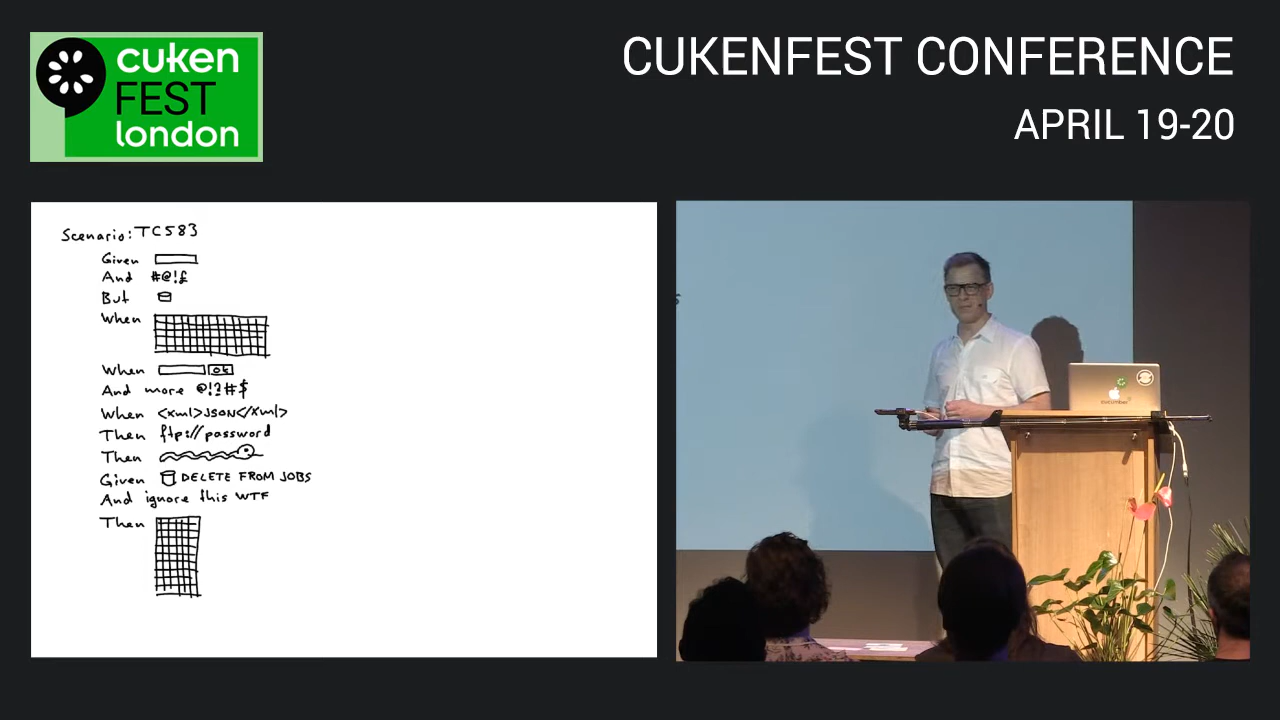 cuken
FEST
london
CUKENFEST CONFERENCE
APRIL 19-20
Scenario: TC583
Given
And #@!£
But
When
When OK
And more @!?#$
When <xml>JSON</xml>
Then ftp://password
Then
Given DELETE FROM JOBS
And ignore this WTF
Then
cucumber